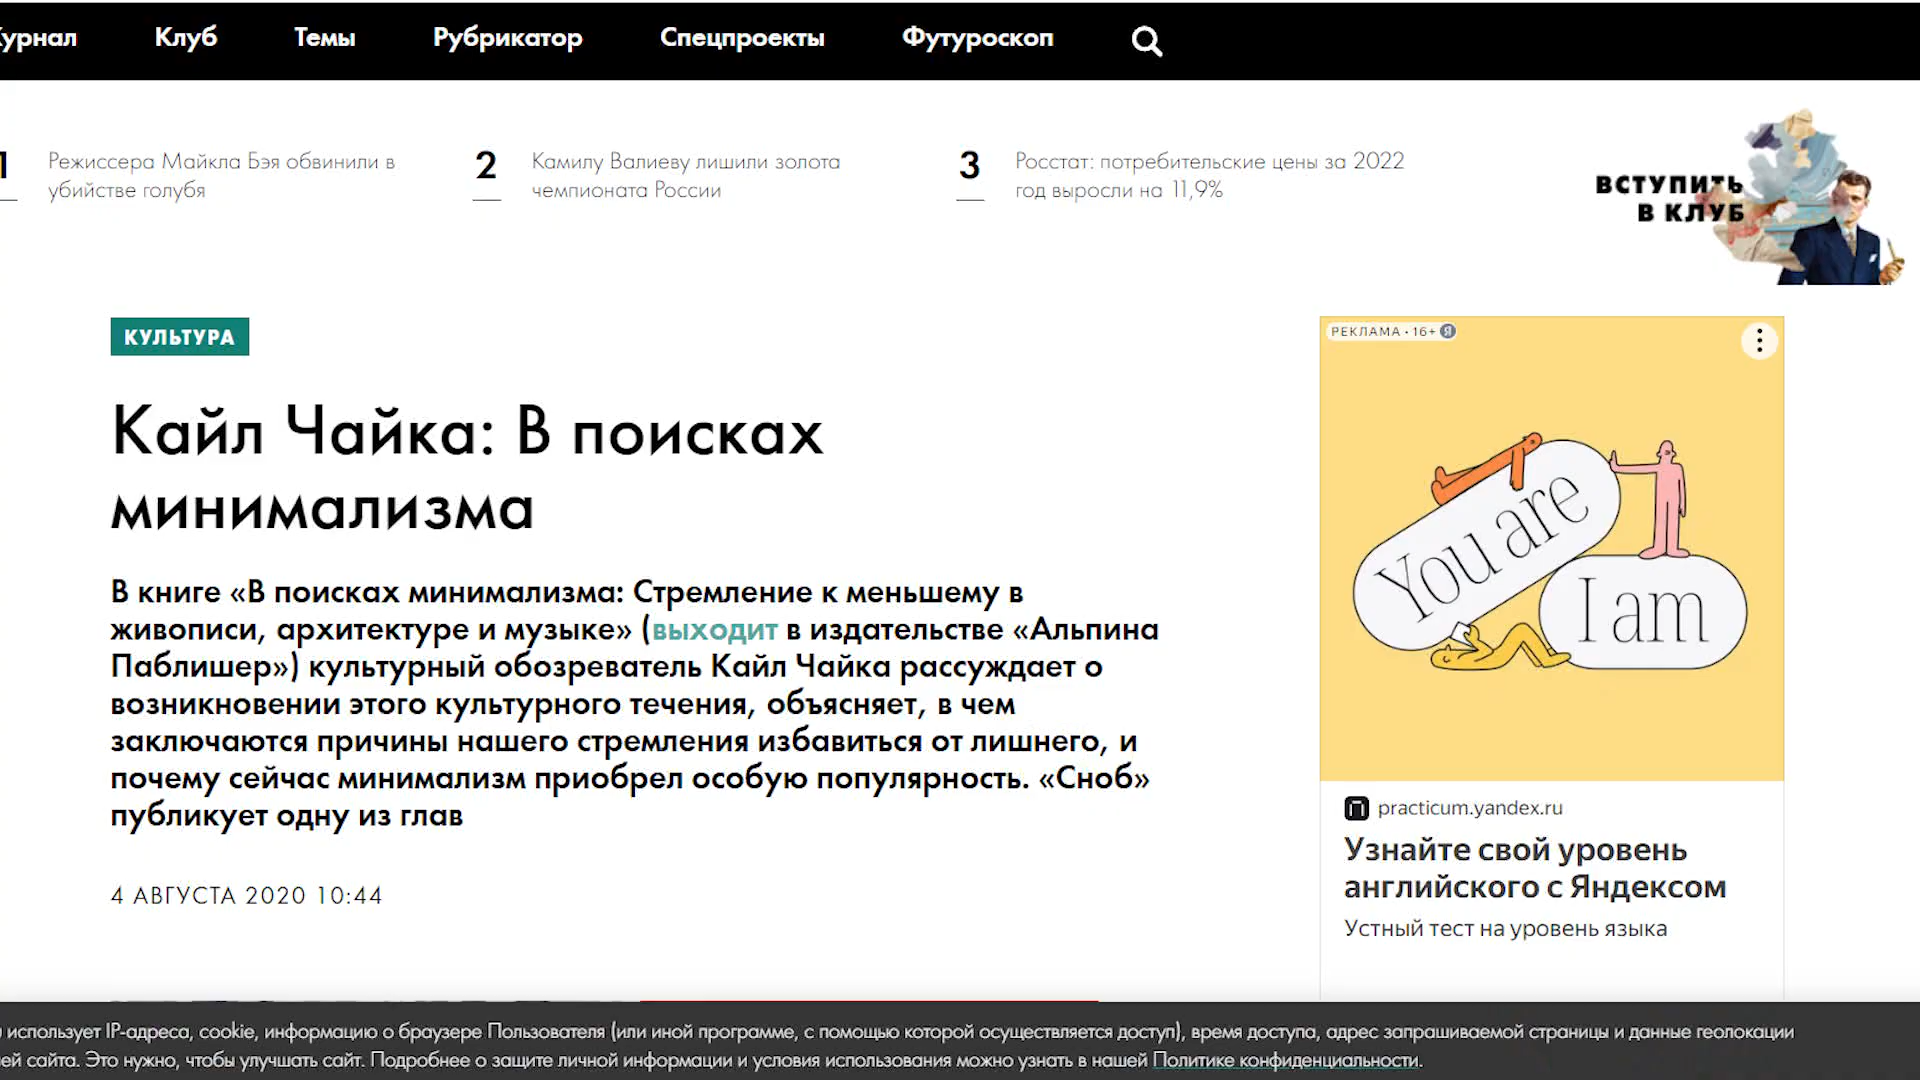 Клуб Темы Рубрикатор Спецпроекты Футуроскоп
1 Режиссера Майкла Бэя обвинили в
убийстве голубя
2 Камилу Валиеву лишили золота
чемпионата России
3 Росстат: потребительские цены за 2022
год выросли на 11,9%
ВСТУПИТЬ
В КЛУБ
КУЛЬТУРА
Кайл Чайка: В поисках
минимализма
В книге «В поисках минимализма: Стремление к меньшему в
живописи, архитектуре и музыке» (выходит в издательстве «Альпина
Паблишер») культурный обозреватель Кайл Чайка рассуждает о
возникновении этого культурного течения, объясняет, в чем
заключаются причины нашего стремления избавиться от лишнего, и
почему сейчас минимализм приобрел особую популярность. «Сноб»
публикует одну из глав
4 АВГУСТА 2020 10:44
РЕКЛАМА • 16+ Я
You are
I am
practicum.yandex.ru
Узнайте свой уровень
английского с Яндексом
Устный тест на уровень языка
использует IP-адреса, cookie, информацию о браузере Пользователя (или иной программе, с помощью которой осуществляется доступ), время доступа, адрес запрашиваемой страницы и данные геолокации
сайта. Это нужно, чтобы улучшать сайт. Подробнее о защите личной информации и условия использования можно узнать в нашей Политике конфиденциальности.